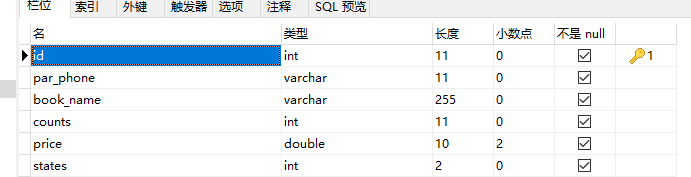 栏位 索引 外键 触发器 选项 注释 SQL 预览
名 类型 长度 小数点 不是 null
id int 11 0 1
par_phone varchar 11 0
book_name varchar 255 0
counts int 11 0
price double 10 2
states int 2 0